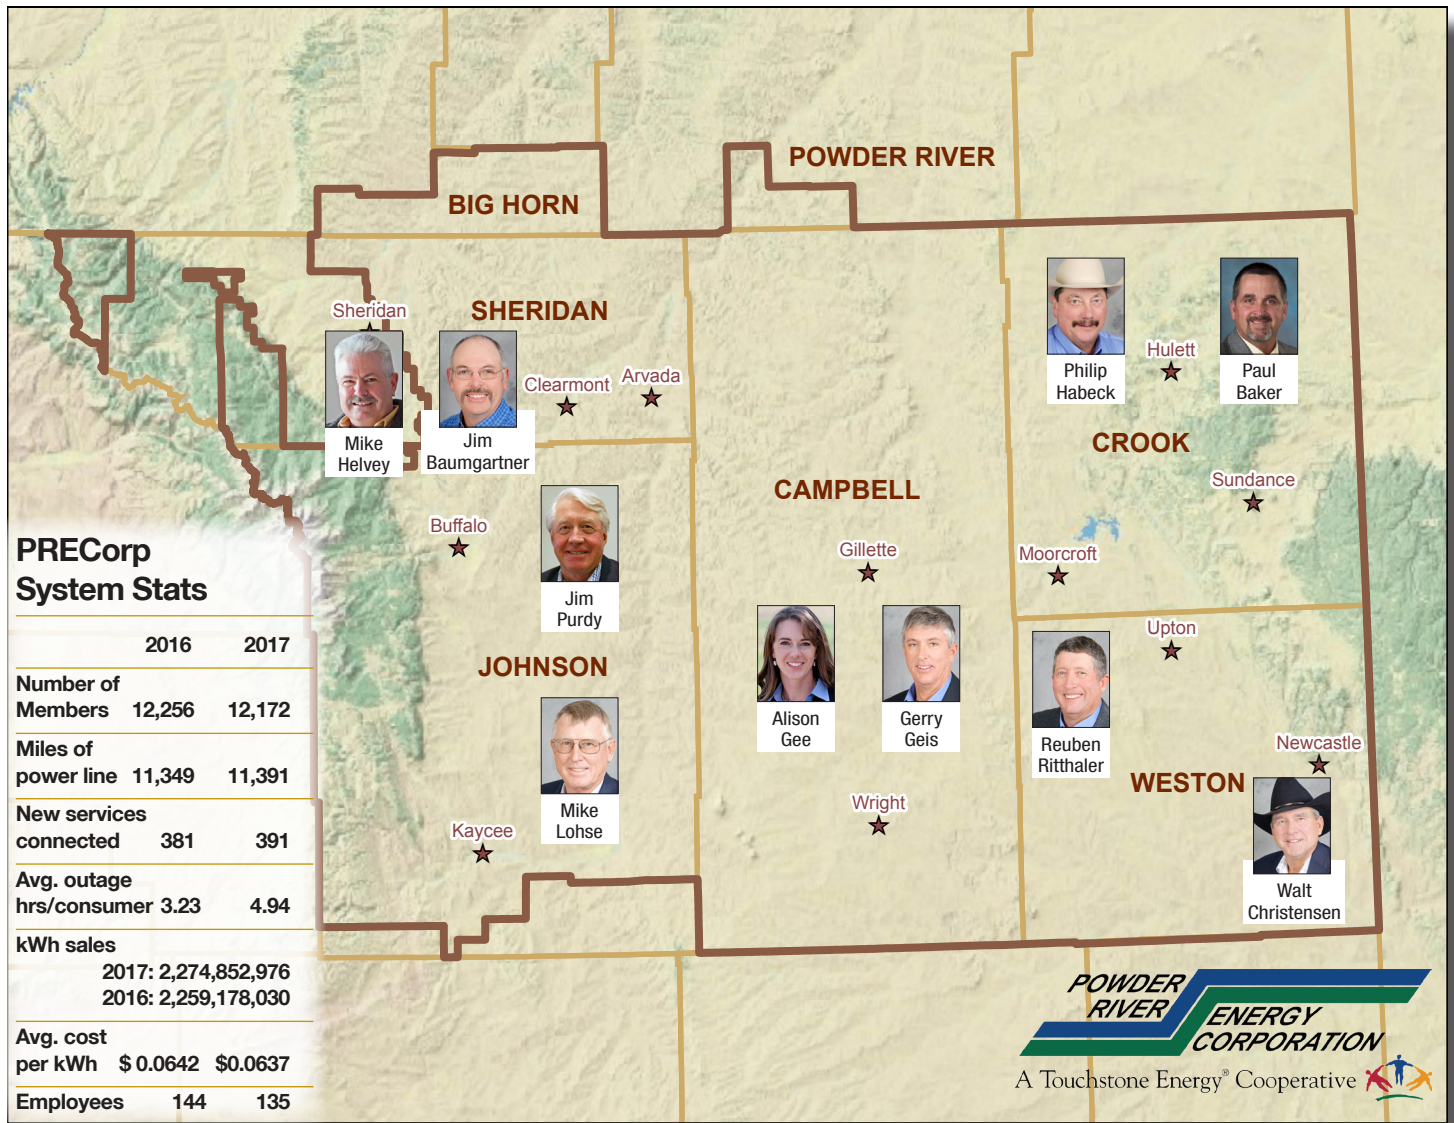 POWDER RIVER
BIG HORN
Sheridan
SHERIDAN
Clearmont
Arvada
Mike
Helvey
Jim
Baumgartner
Philip
Habeck
Hulett
Paul
Baker
CROOK
Sundance
Moorcroft
CAMPBELL
Gillette
Buffalo
Jim
Purdy
JOHNSON
Mike
Lohse
Kaycee
Alison
Gee
Gerry
Geis
Wright
Upton
Reuben
Ritthaler
Newcastle
WESTON
Walt
Christensen
PRECorp
System Stats
2016 2017
Number of
Members 12,256 12,172
Miles of
power line 11,349 11,391
New services
connected 381 391
Avg. outage
hrs/consumer 3.23 4.94
kWh sales
2017: 2,274,852,976
2016: 2,259,178,030
Avg. cost
per kWh $ 0.0642 $0.0637
Employees 144 135
POWDER
RIVER
ENERGY
CORPORATION
A Touchstone Energy® Cooperative